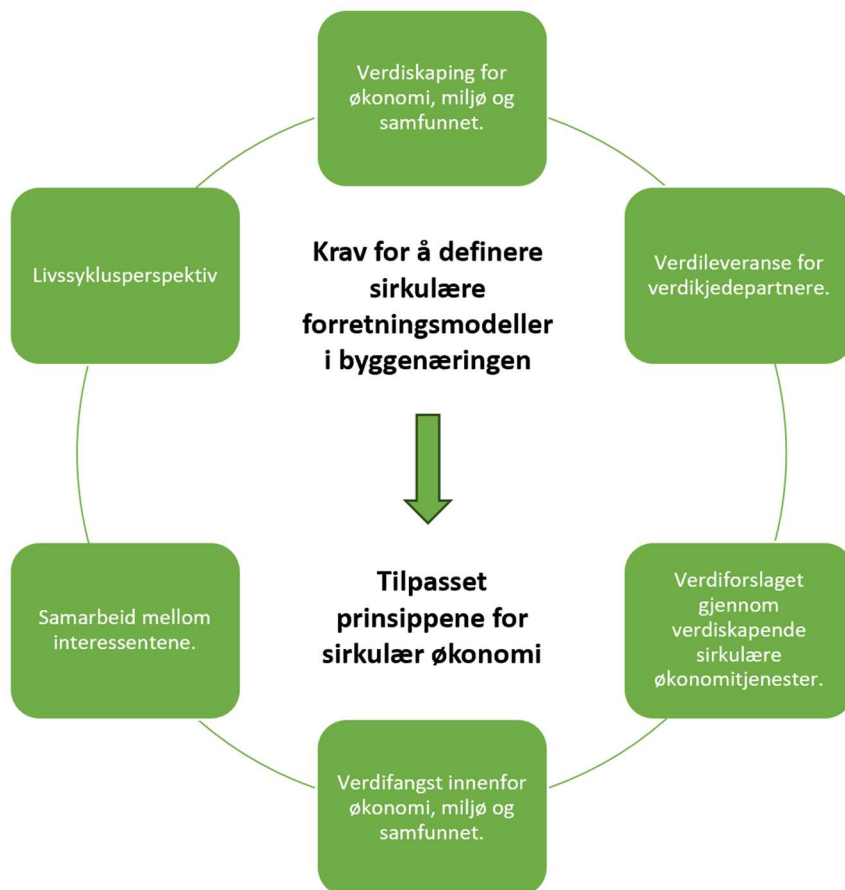 Verdiskaping for
økonomi, miljø og
samfunnet.
Livssyklusperspektiv
Krav for å definere
sirkulære
forretningsmodeller
i byggenæringen
Verdileveranse for
verdikjedepartnere.
Samarbeid mellom
interessentene.
Tilpasset
prinsippene for
sirkulær økonomi
Verdiforslaget
gjennom
verdiskapende
sirkulære
økonomitjenester.
Verdifangst innenfor
økonomi, miljø og
samfunnet.